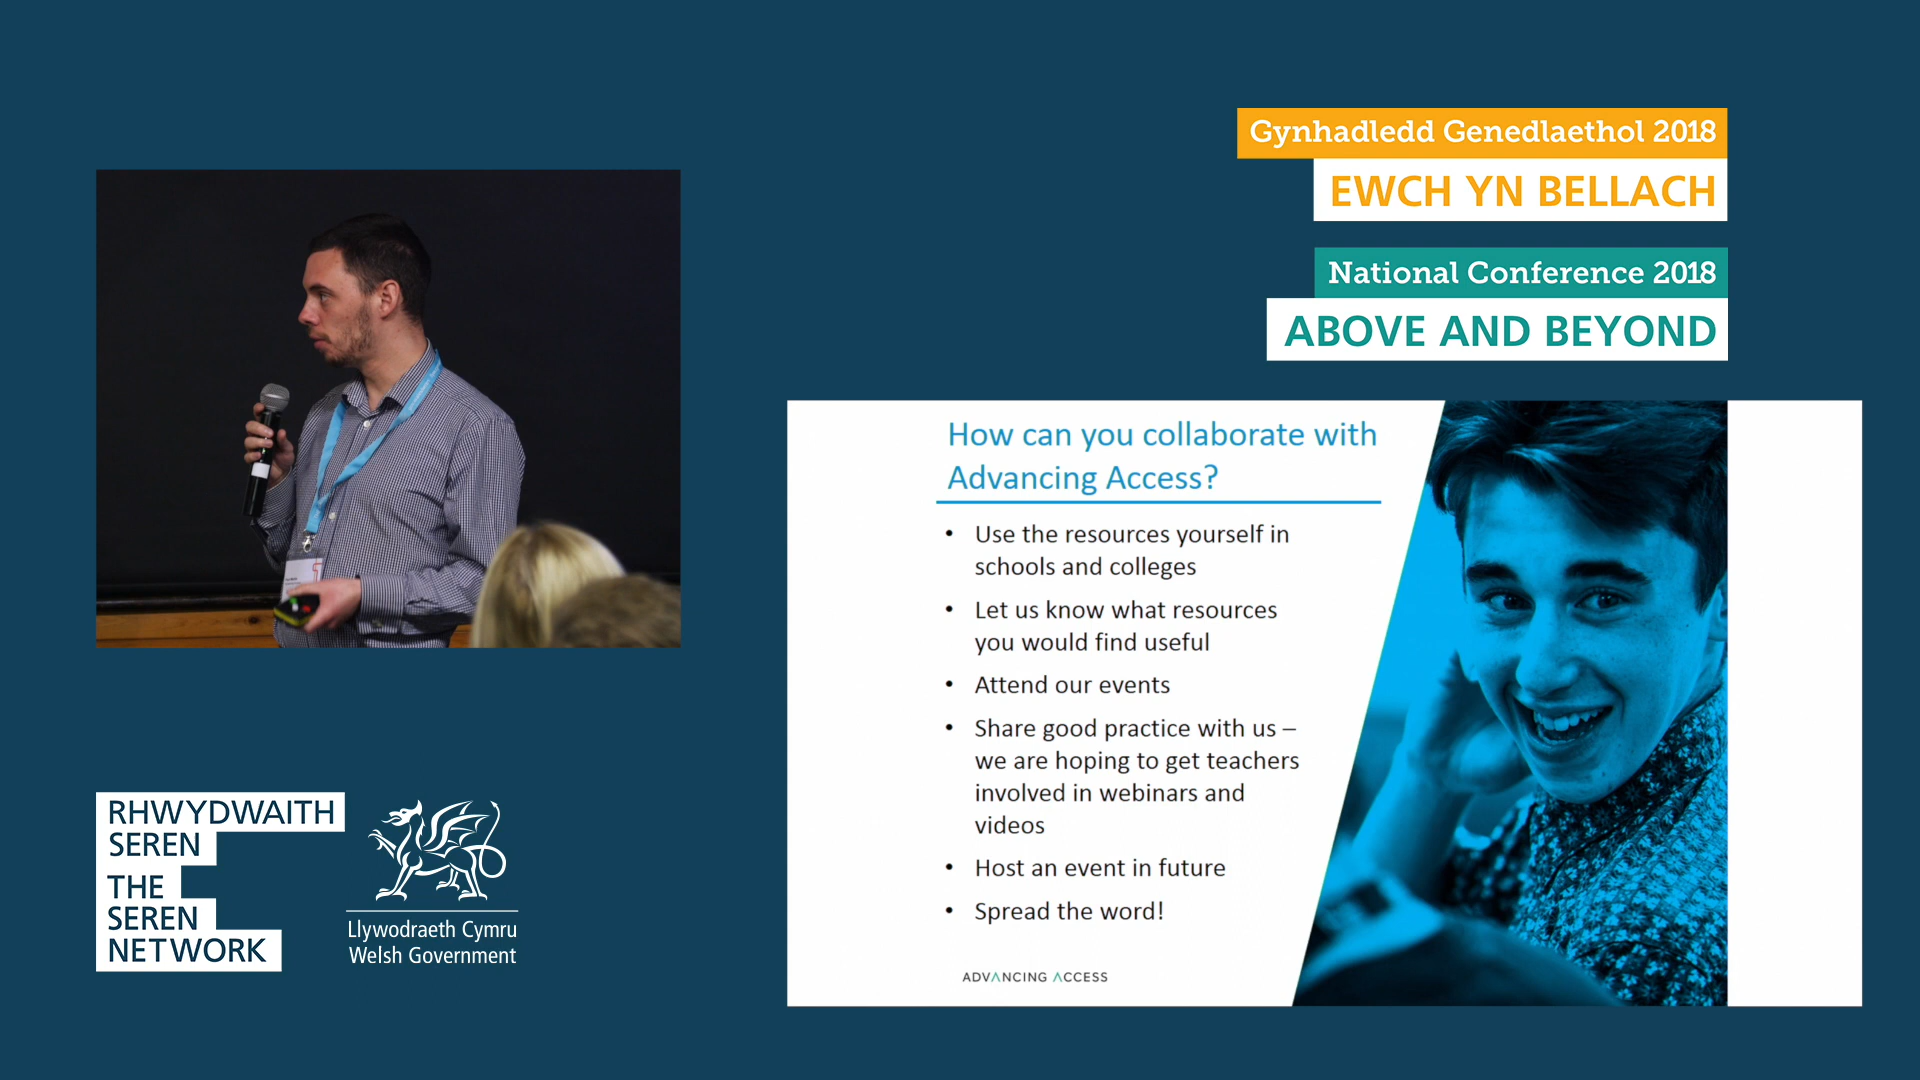 Gynhadledd Genedlaethol 2018
EWCH YN BELLACH
National Conference 2018
ABOVE AND BEYOND
How can you collaborate with
Advancing Access?
• Use the resources yourself in
schools and colleges
• Let us know what resources
you would find useful
• Attend our events
• Share good practice with us –
we are hoping to get teachers
involved in webinars and
videos
• Host an event in future
• Spread the word!
ADVANCING ACCESS
RHWYDWAITH
SEREN
THE
SEREN
NETWORK
Llywodraeth Cymru
Welsh Government